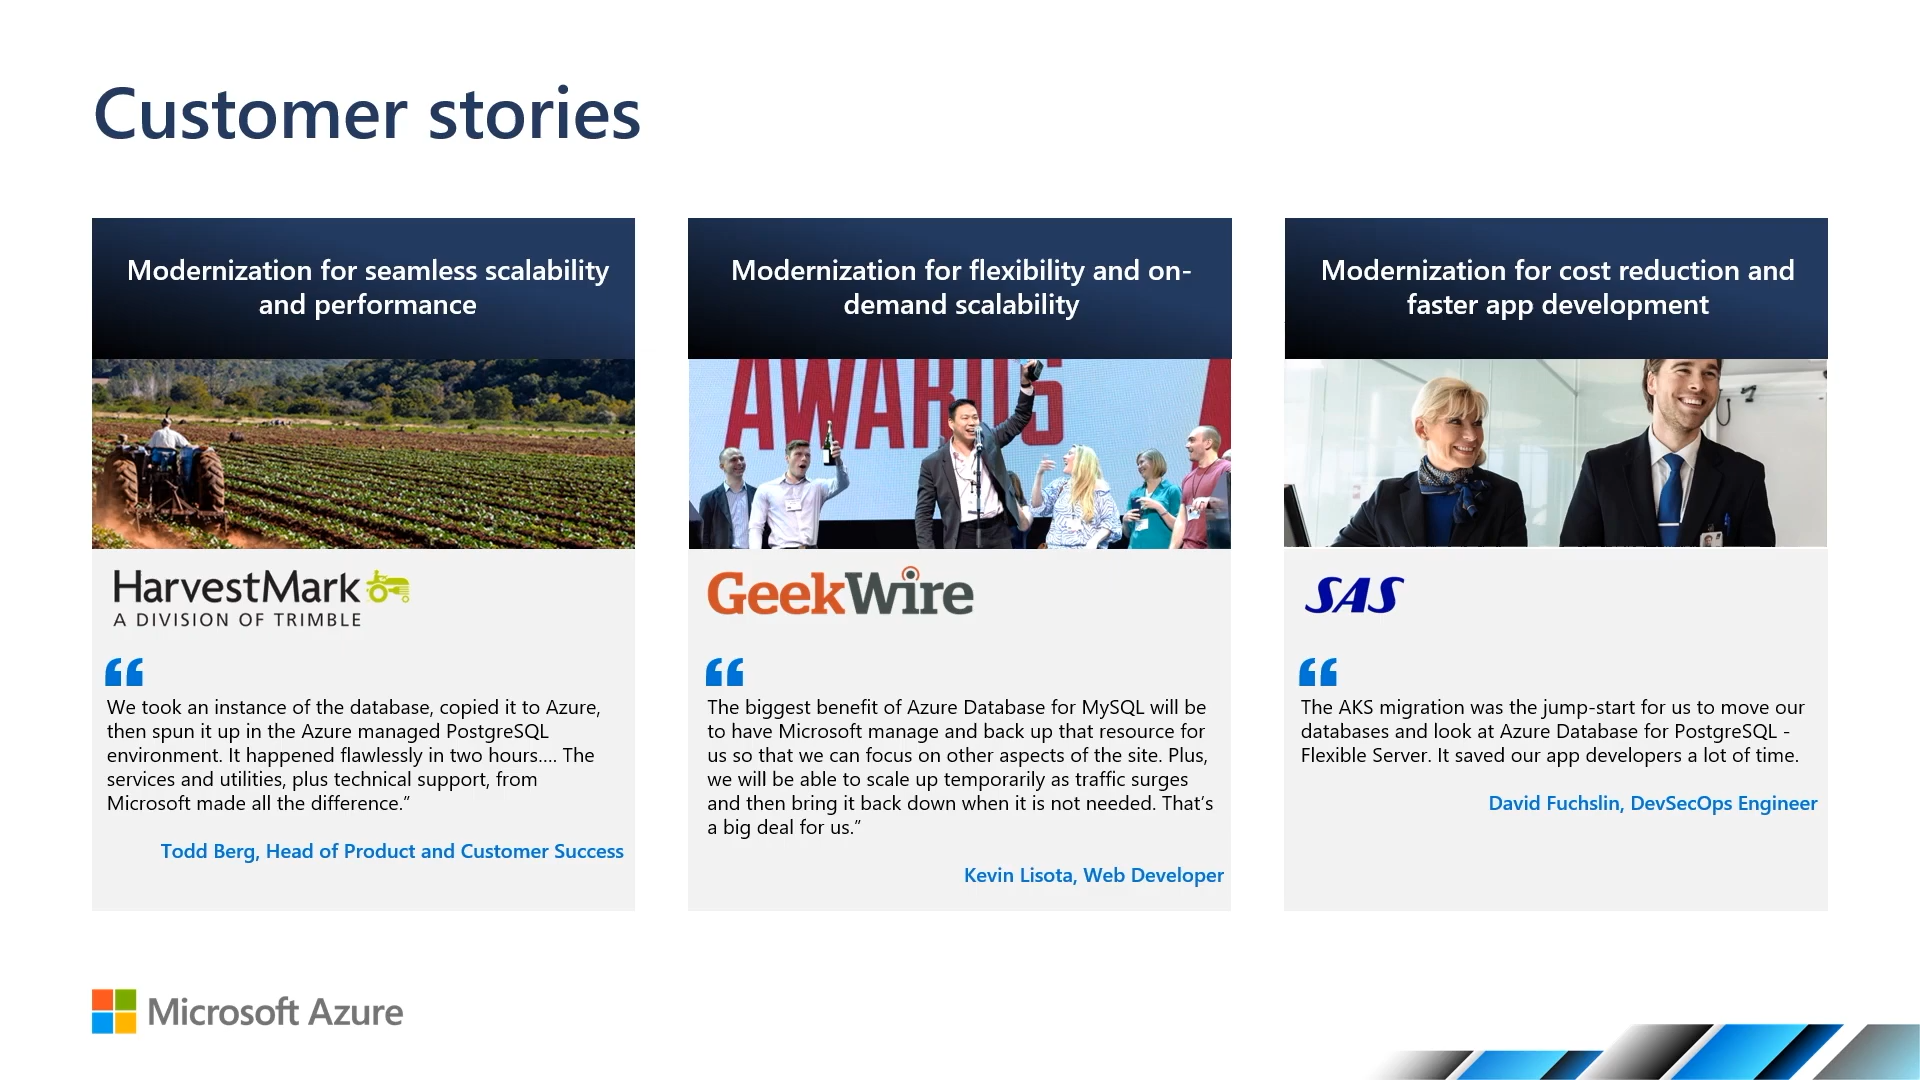 Customer stories
Modernization for seamless scalability
and performance
HarvestMark
A DIVISION OF TRIMBLE
“
We took an instance of the database, copied it to Azure,
then spun it up in the Azure managed PostgreSQL
environment. It happened flawlessly in two hours…. The
services and utilities, plus technical support, from
Microsoft made all the difference.”
Todd Berg, Head of Product and Customer Success
Modernization for flexibility and on-
demand scalability
AWARDS
GeekWire
“
The biggest benefit of Azure Database for MySQL will be
to have Microsoft manage and back up that resource for
us so that we can focus on other aspects of the site. Plus,
we will be able to scale up temporarily as traffic surges
and then bring it back down when it is not needed. That’s
a big deal for us.”
Kevin Lisota, Web Developer
Modernization for cost reduction and
faster app development
SAS
“
The AKS migration was the jump-start for us to move our
databases and look at Azure Database for PostgreSQL -
Flexible Server. It saved our app developers a lot of time.
David Fuchslin, DevSecOps Engineer
Microsoft Azure